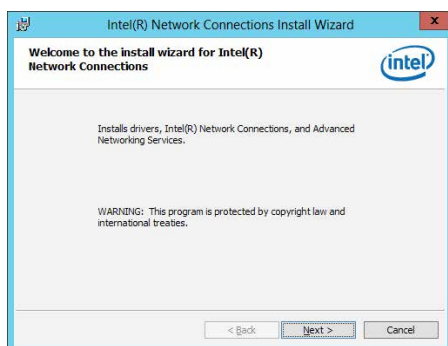 Intel(R) Network Connections Install Wizard
x
Welcome to the install wizard for Intel(R)
Network Connections
intel
Installs drivers, Intel(R) Network Connections, and Advanced
Networking Services.
WARNING: This program is protected by copyright law and
international treaties.
< Back
Next >
Cancel